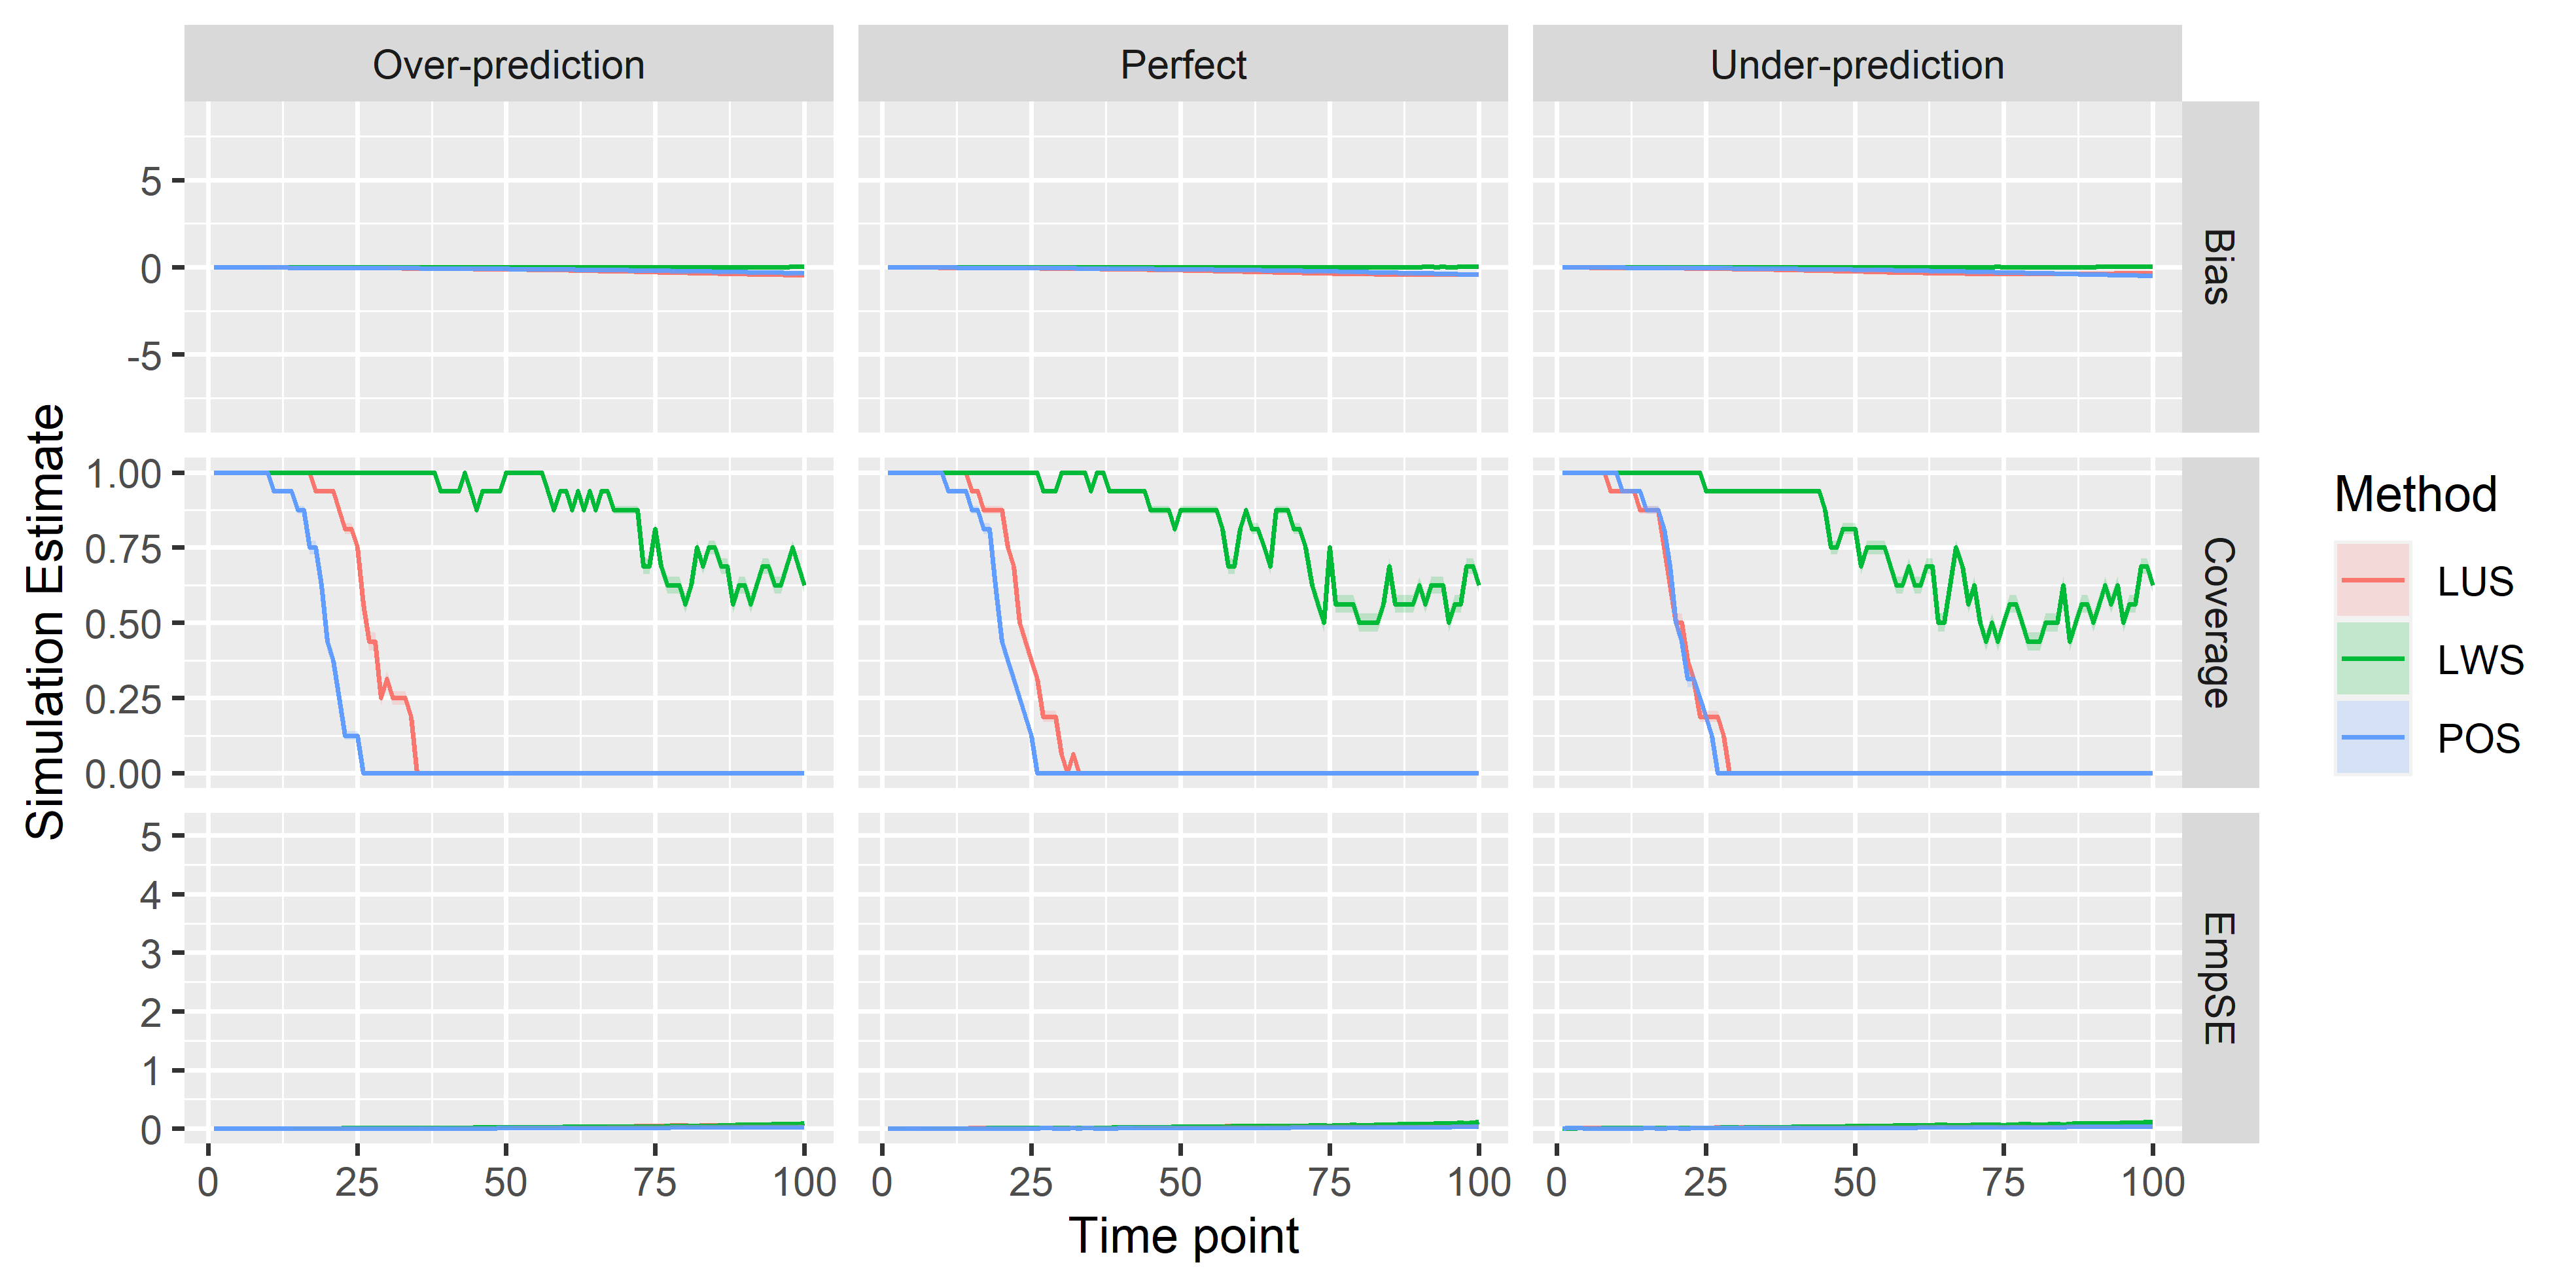 Over-prediction
Perfect
Under-prediction
Simulation Estimate
5
0
-5
Bias
1.00
0.75
0.50
0.25
0.00
Coverage
5
4
3
2
1
0
EmpSE
0 25 50 75 100
0 25 50 75 100
0 25 50 75 100
Time point
Method
LUS
LWS
POS